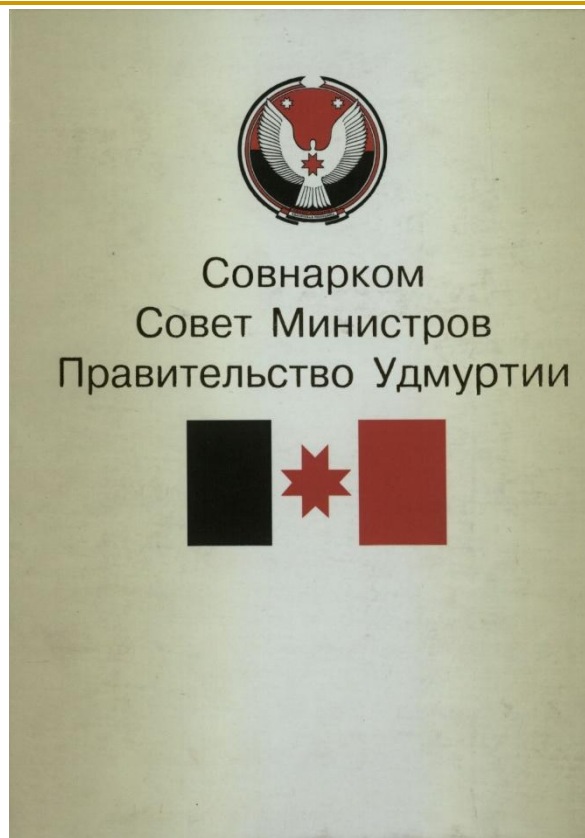 Совнарком
Совет Министров
Правительство Удмуртии